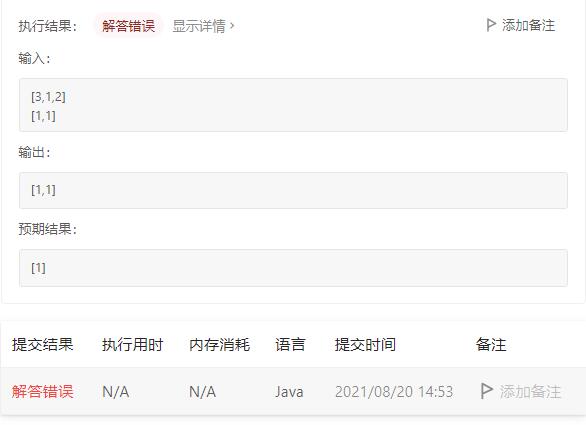 执行结果： 解答错误 显示详情 › 添加备注
输入：
[3,1,2]
[1,1]
输出：
[1,1]
预期结果：
[1]
提交结果 执行用时 内存消耗 语言 提交时间 备注
解答错误 N/A N/A Java 2021/08/20 14:53 添加备注